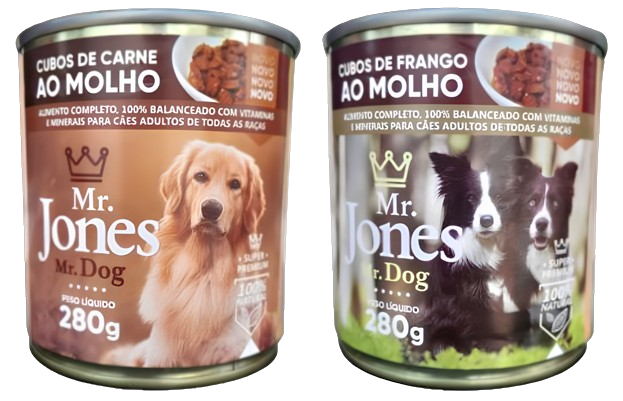 CUBOS DE CARNE
AO MOLHO
NOVO
NOVO
NOVO
NOVO
ALIMENTO COMPLETO, 100% BALANCEADO COM VITAMINAS
E MINERAIS PARA CÃES ADULTOS DE TODAS AS RAÇAS
Mr.
Jones
Mr. Dog
SUPER
PREMIUM
100%
NATURAL
PESO LÍQUIDO
280g
CUBOS DE FRANGO
AO MOLHO
NOVO
NOVO
NOVO
NOVO
ALIMENTO COMPLETO, 100% BALANCEADO COM VITAMINAS
E MINERAIS PARA CÃES ADULTOS DE TODAS AS RAÇAS
Mr.
Jones
r. Dog
SUPER
PREMIUM
100%
NATURAL
PESO LÍQUIDO
280g